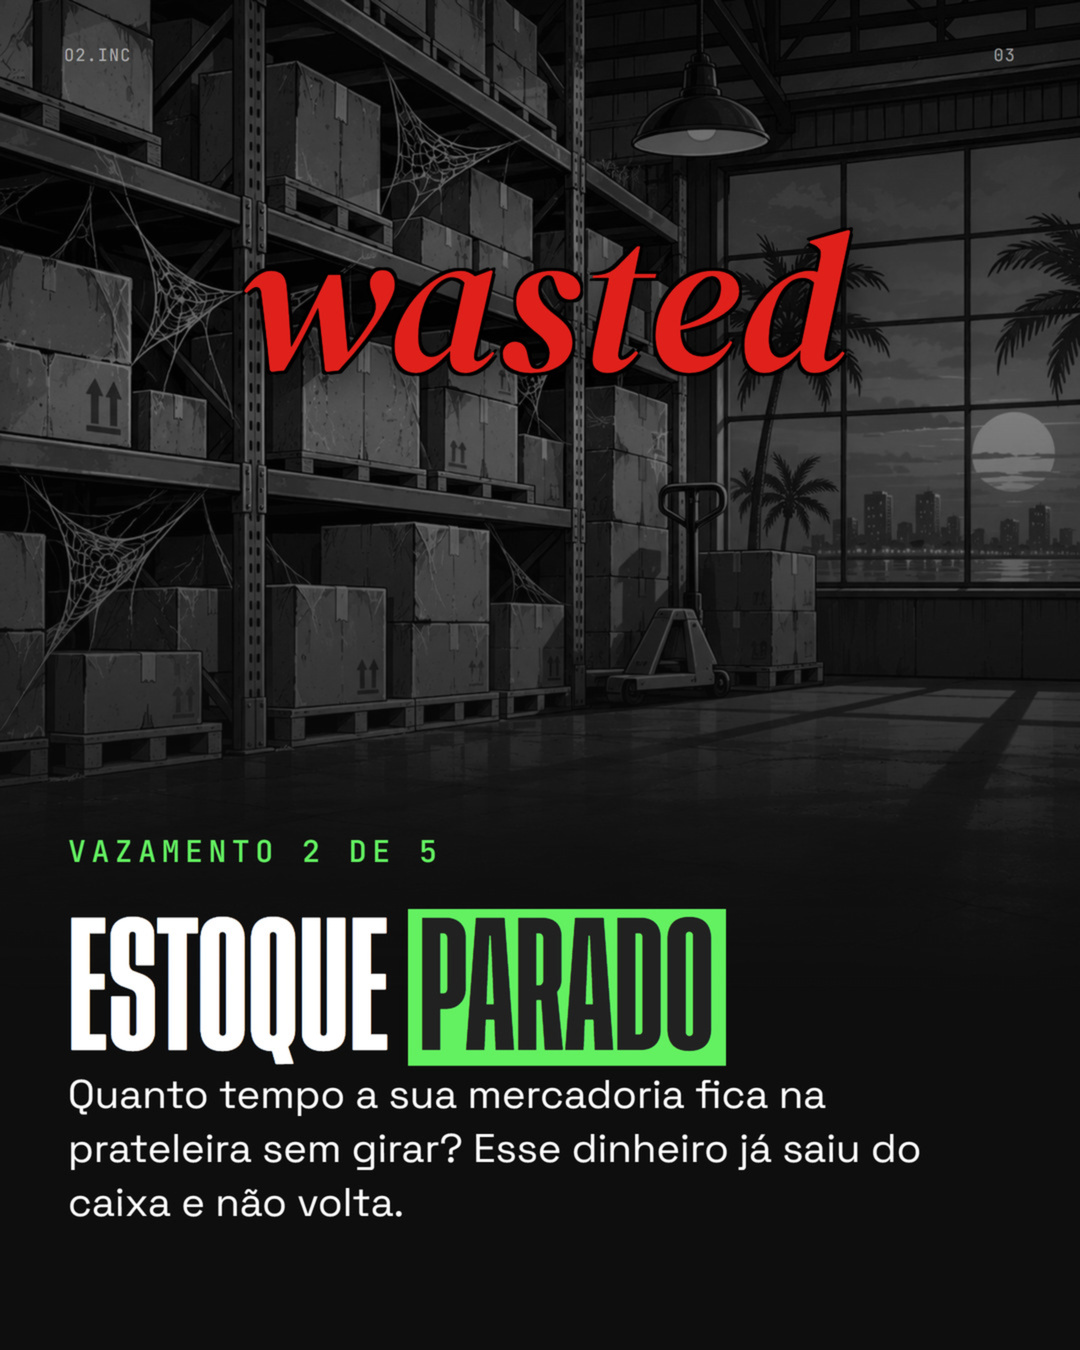 02.INC
03
wasted
VAZAMENTO 2 DE 5
ESTOQUE PARADO
Quanto tempo a sua mercadoria fica na
prateleira sem girar? Esse dinheiro já saiu do
caixa e não volta.